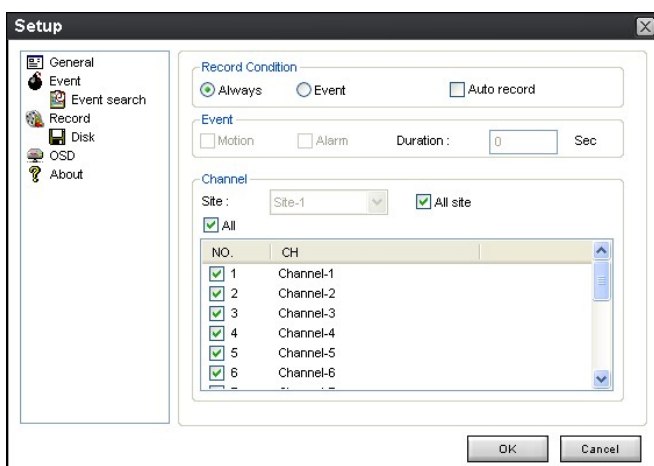 Setup
General
Event
Event search
Record
Disk
OSD
About
Record Condition
Always Event Auto record
Event
Motion Alarm Duration : 0 Sec
Channel
Site : Site-1 All site
All
NO. CH
1 Channel-1
2 Channel-2
3 Channel-3
4 Channel-4
5 Channel-5
6 Channel-6
OK Cancel